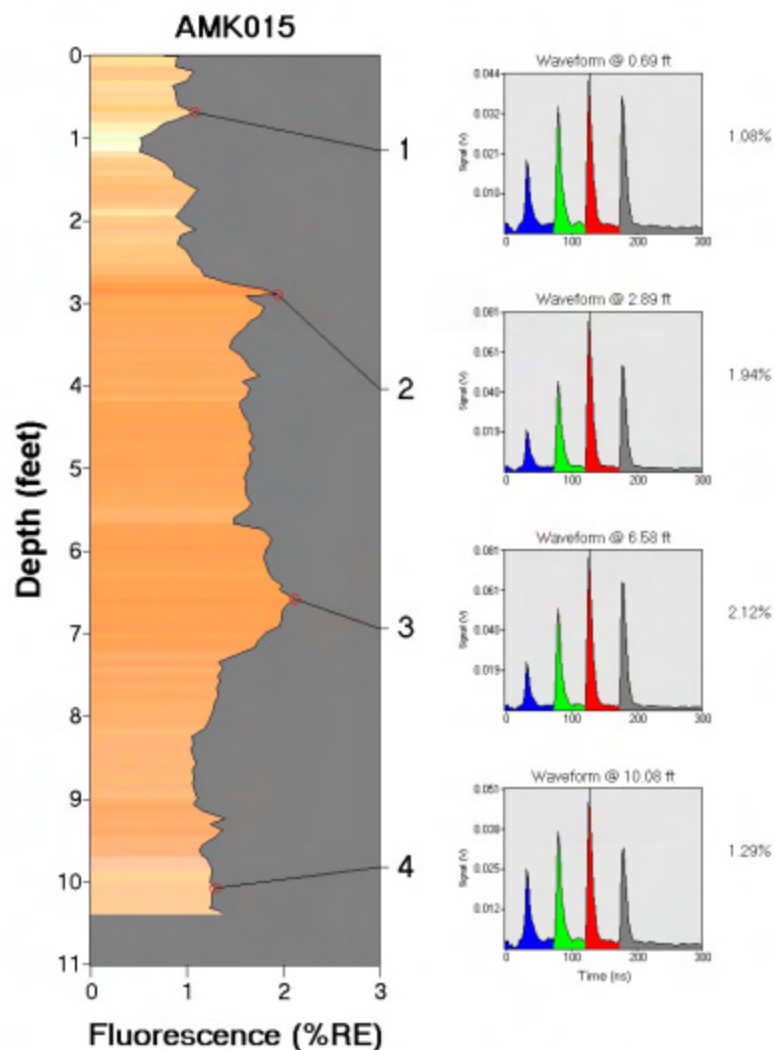 AMK015
0
1
2
3
4
5
6
7
8
9
10
11
Depth (feet)
0 1 2 3
Fluorescence (%RE)
1
2
3
4
Waveform @ 0.69 ft
0.044
0.032
0.021
0.010
Signal (V)
0 100 200 300
1.08%
Waveform @ 2.89 ft
0.081
0.061
0.040
0.019
Signal (V)
0 100 200 300
1.94%
Waveform @ 6.58 ft
0.081
0.061
0.040
0.019
Signal (V)
0 100 200 300
2.12%
Waveform @ 10.08 ft
0.051
0.038
0.025
0.012
Signal (V)
0 100 200 300
Time (ns)
1.29%